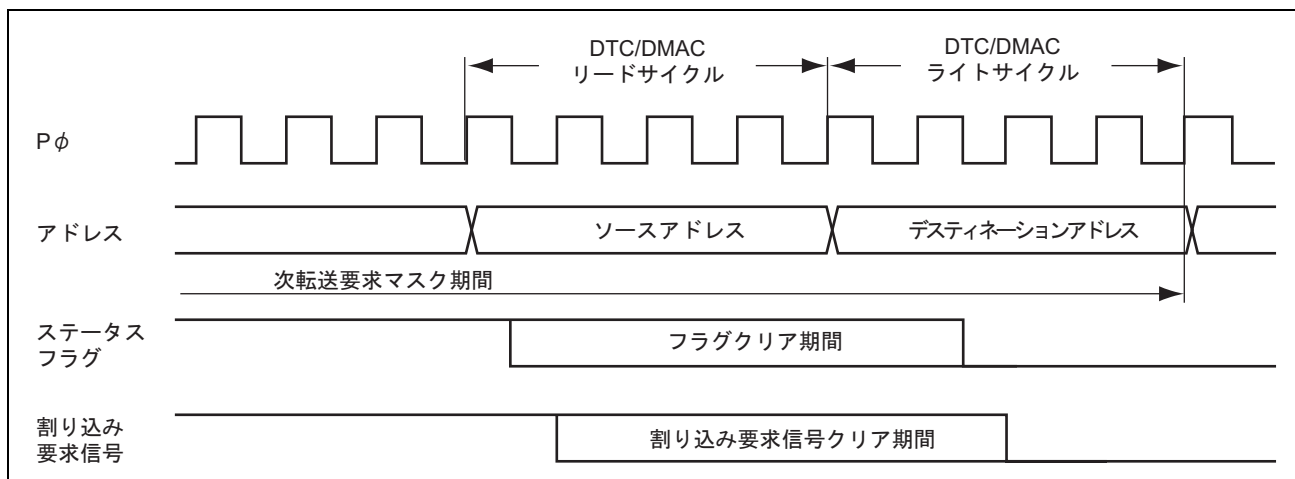 DTC/DMAC
リードサイクル
DTC/DMAC
ライトサイクル
Pφ
アドレス
ソースアドレス
デスティネーションアドレス
次転送要求マスク期間
ステータス
フラグ
フラグクリア期間
割り込み
要求信号
割り込み要求信号クリア期間